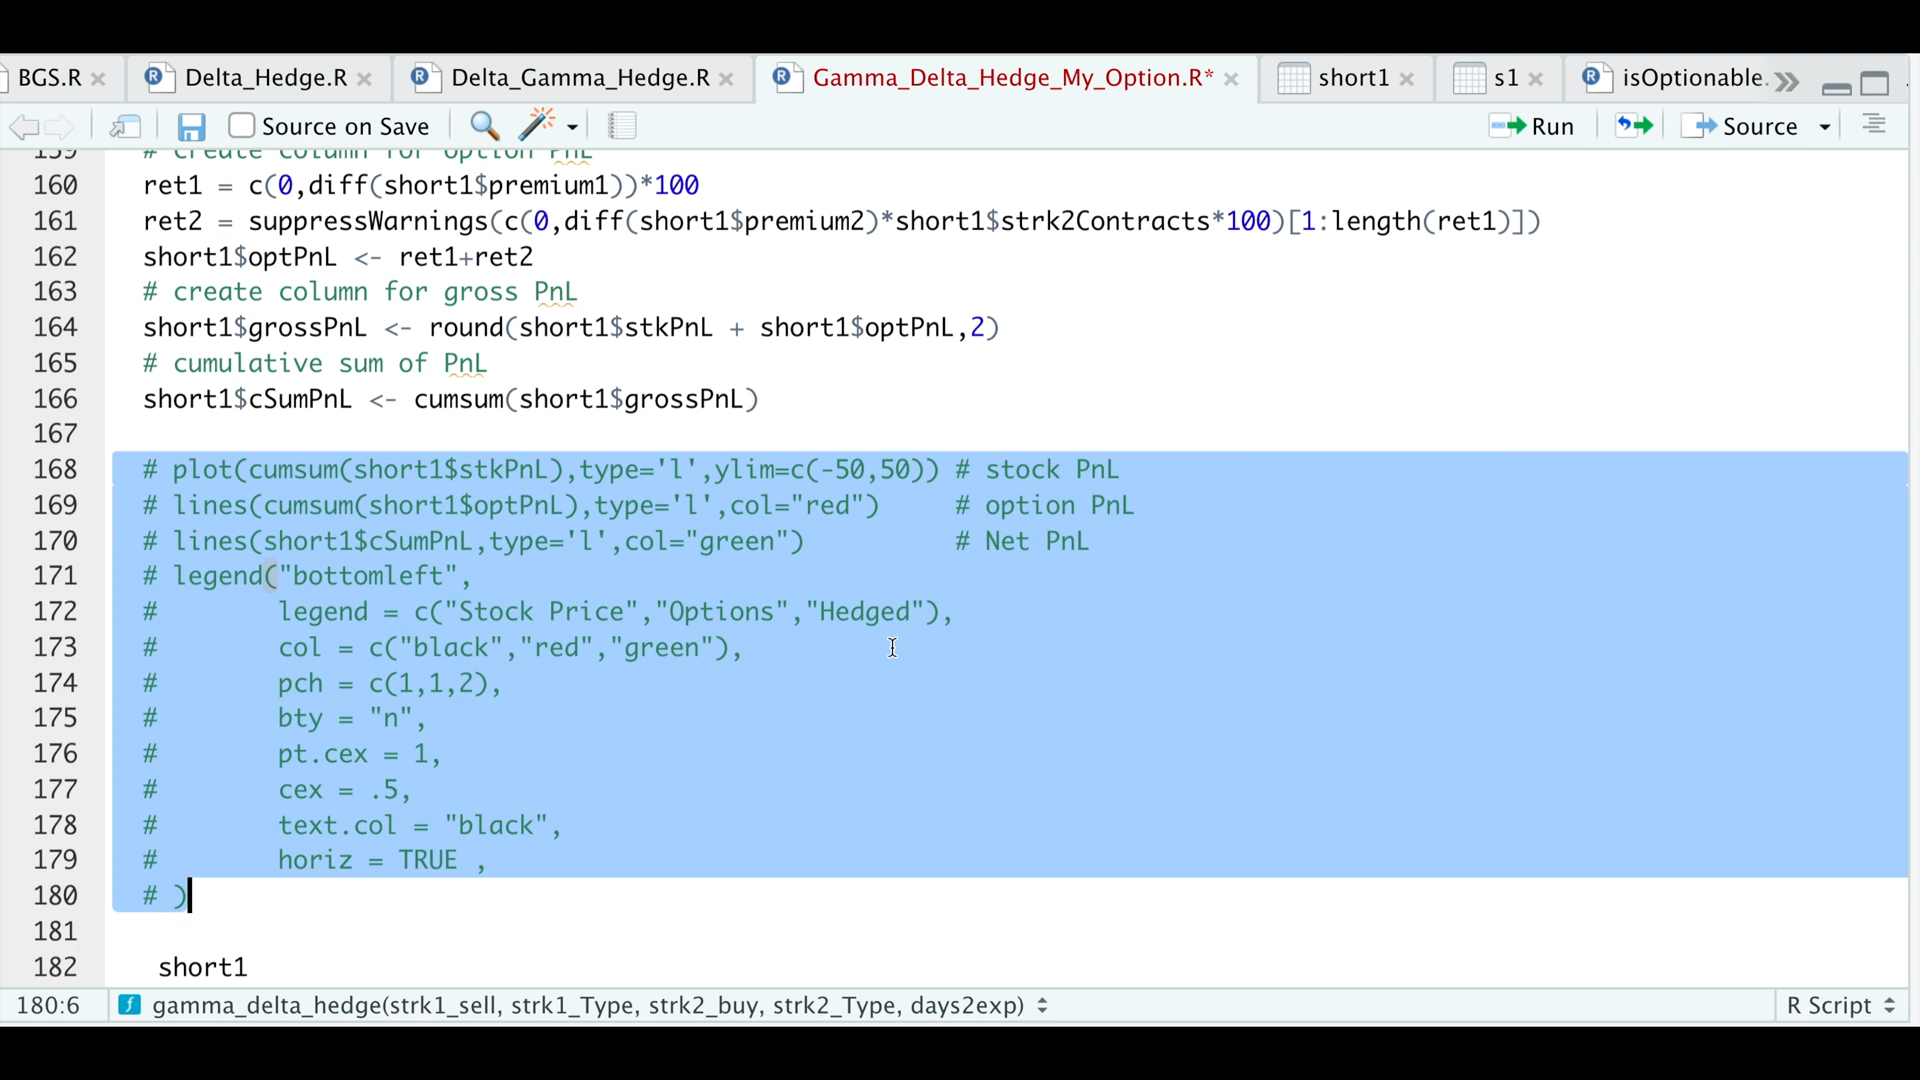 BGS.R Delta_Hedge.R Delta_Gamma_Hedge.R Gamma_Delta_Hedge_My_Option.R* short1 s1 isOptionable.
Source on Save Run Source
159 # create column for option PnL
160 ret1 = c(0,diff(short1$premium1))*100
161 ret2 = suppressWarnings(c(0,diff(short1$premium2)*short1$strk2Contracts*100)[1:length(ret1)])
162 short1$optPnL <- ret1+ret2
163 # create column for gross PnL
164 short1$grossPnL <- round(short1$stkPnL + short1$optPnL,2)
165 # cumulative sum of PnL
166 short1$cSumPnL <- cumsum(short1$grossPnL)
167
168 # plot(cumsum(short1$stkPnL),type='l',ylim=c(-50,50)) # stock PnL
169 # lines(cumsum(short1$optPnL),type='l',col="red") # option PnL
170 # lines(short1$cSumPnL,type='l',col="green") # Net PnL
171 # legend("bottomleft",
172 # legend = c("Stock Price","Options","Hedged"),
173 # col = c("black","red","green"),
174 # pch = c(1,1,2),
175 # bty = "n",
176 # pt.cex = 1,
177 # cex = .5,
178 # text.col = "black",
179 # horiz = TRUE ,
180 # )
181
182 short1
180:6 gamma_delta_hedge(strk1_sell, strk1_Type, strk2_buy, strk2_Type, days2exp) R Script